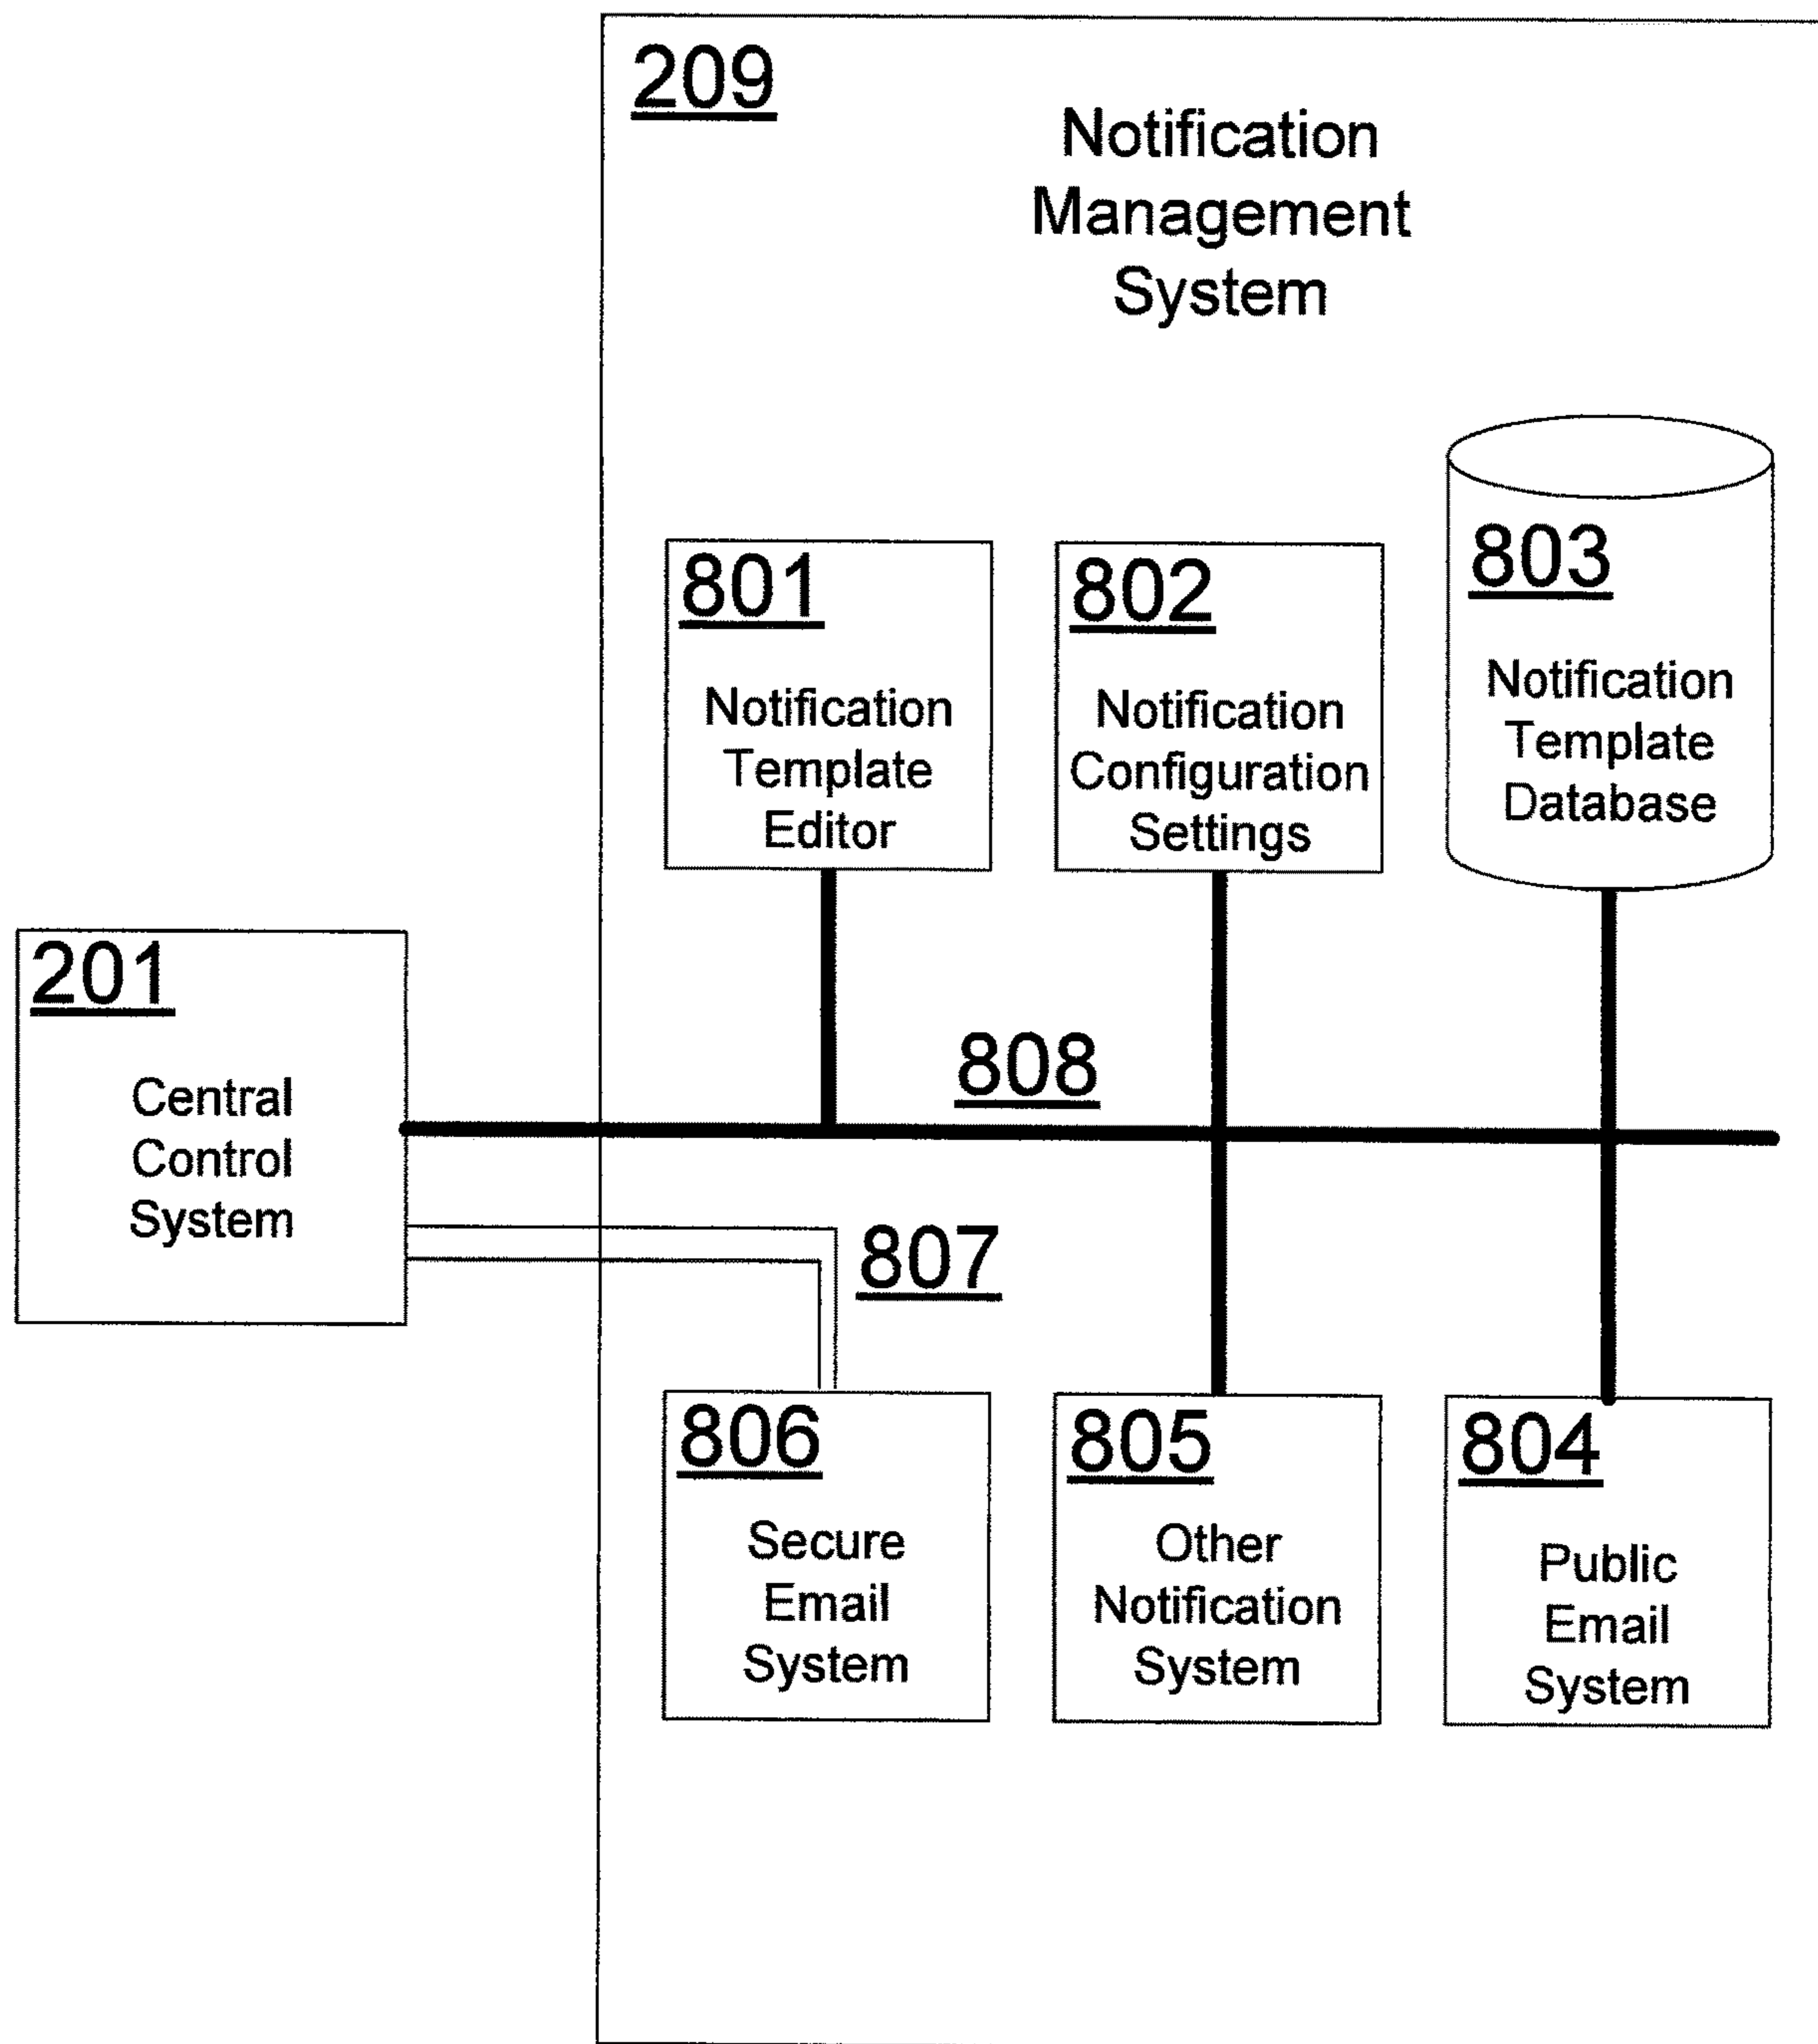 209
Notification
Management
System
801
Notification
Template
Editor
802
Notification
Configuration
Settings
803
Notification
Template
Database
201
Central
Control
System
808
807
806
Secure
Email
System
805
Other
Notification
System
804
Public
Email
System